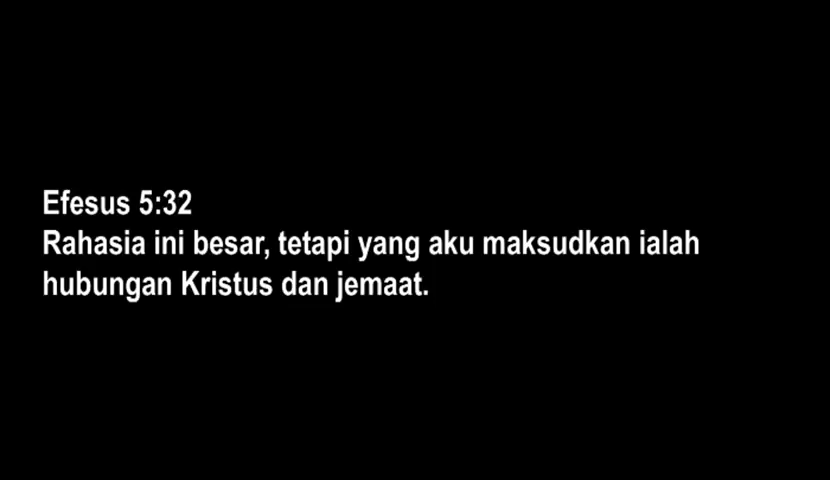 Efesus 5:32
Rahasia ini besar, tetapi yang aku maksudkan ialah
hubungan Kristus dan jemaat.